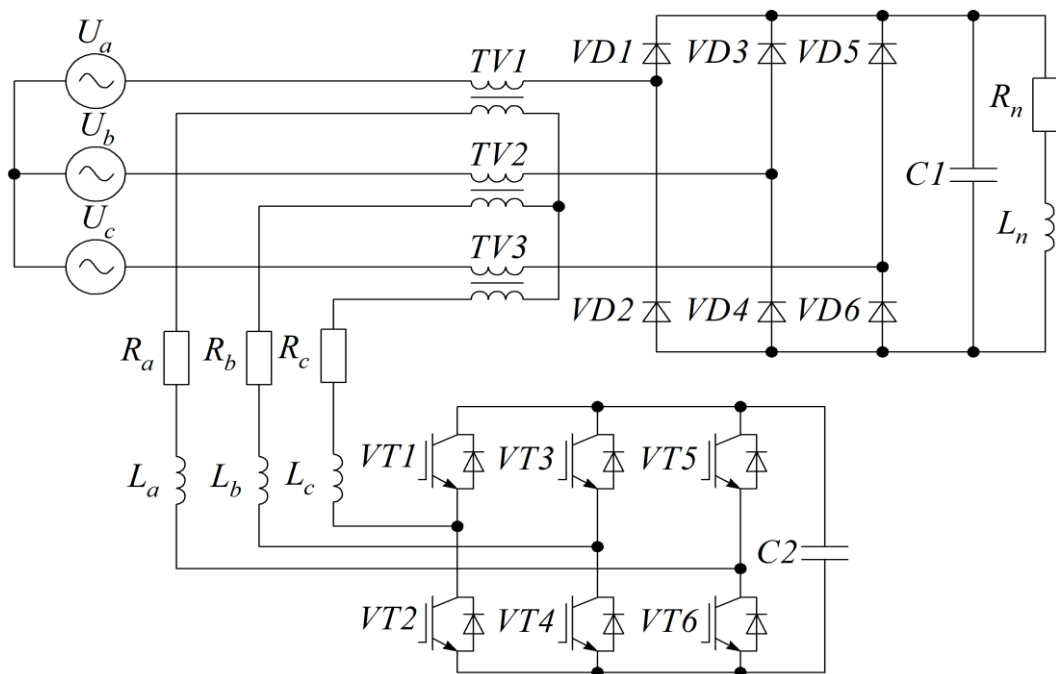 U_a
TV1
VD1
VD3
VD5
R_n
U_b
TV2
C1
U_c
L_n
TV3
VD2
VD4
VD6
R_a
R_b
R_c
VT1
VT3
VT5
L_a
L_b
L_c
C2
VT2
VT4
VT6